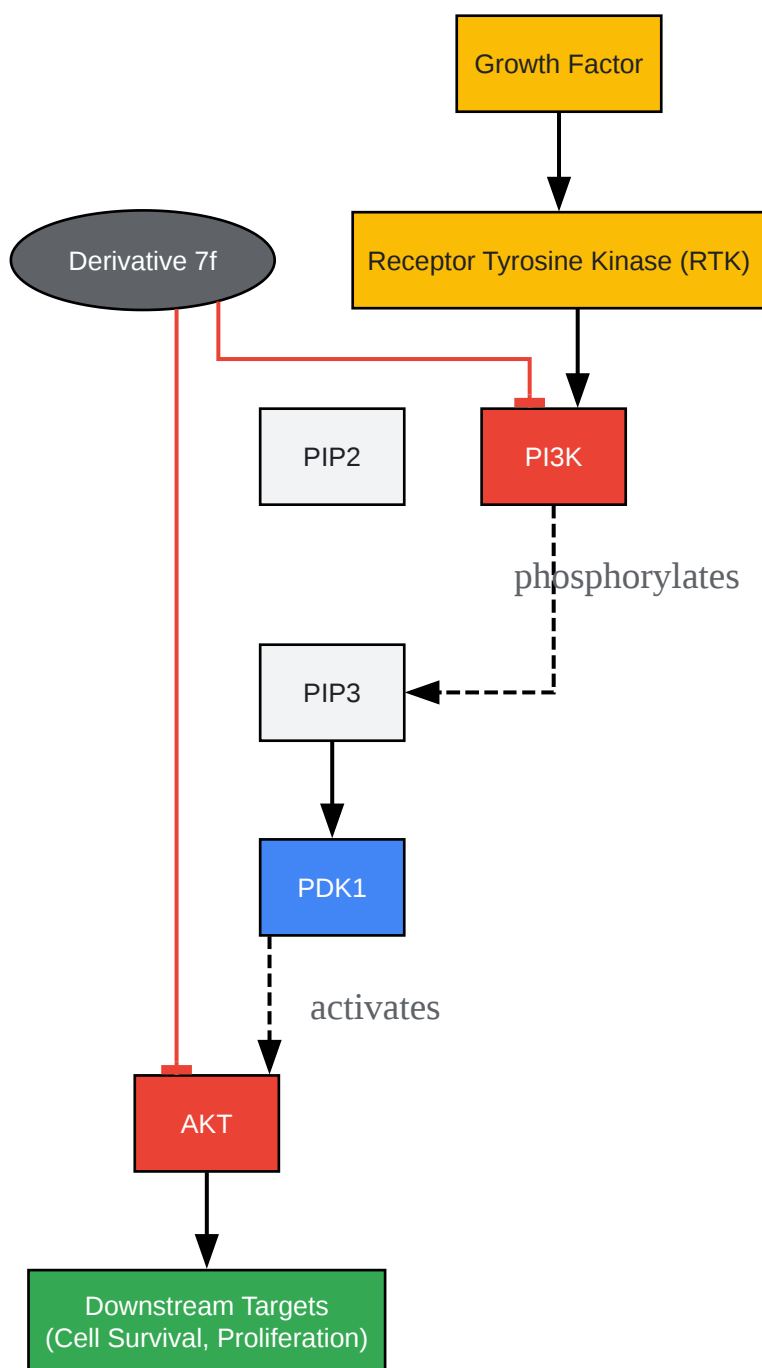 Growth Factor
Derivative 7f
Receptor Tyrosine Kinase (RTK)
PIP2
PI3K
phosphorylates
PIP3
PDK1
activates
AKT
Downstream Targets
(Cell Survival, Proliferation)